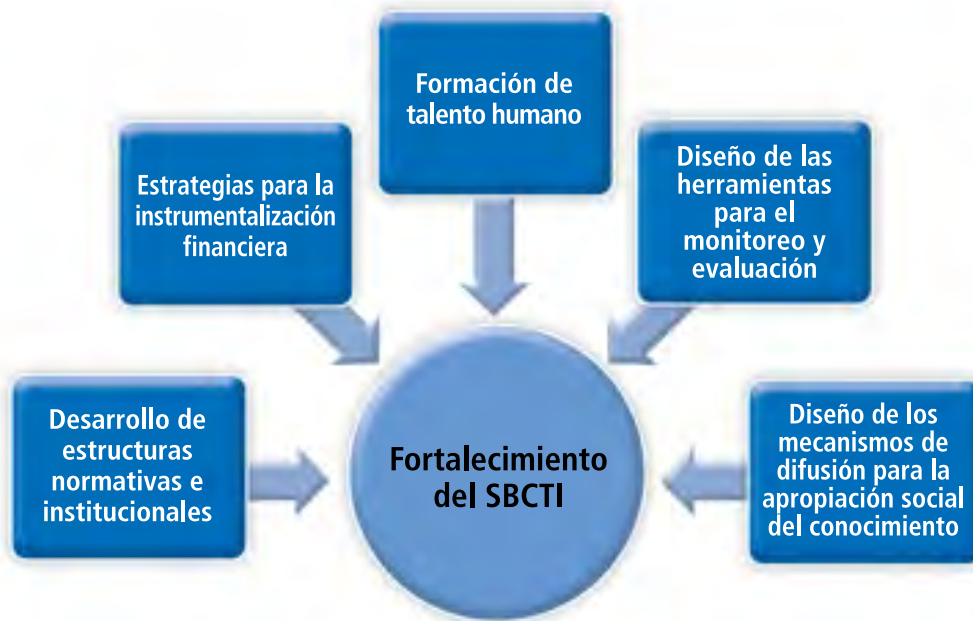 Formación de
talento humano
Estrategias para la
instrumentalización
financiera
Diseño de las
herramientas
para el
monitoreo y
evaluación
Desarrollo de
estructuras
normativas e
institucionales
Fortalecimiento
del SBCTI
Diseño de los
mecanismos de
difusión para la
apropiación social
del conocimiento